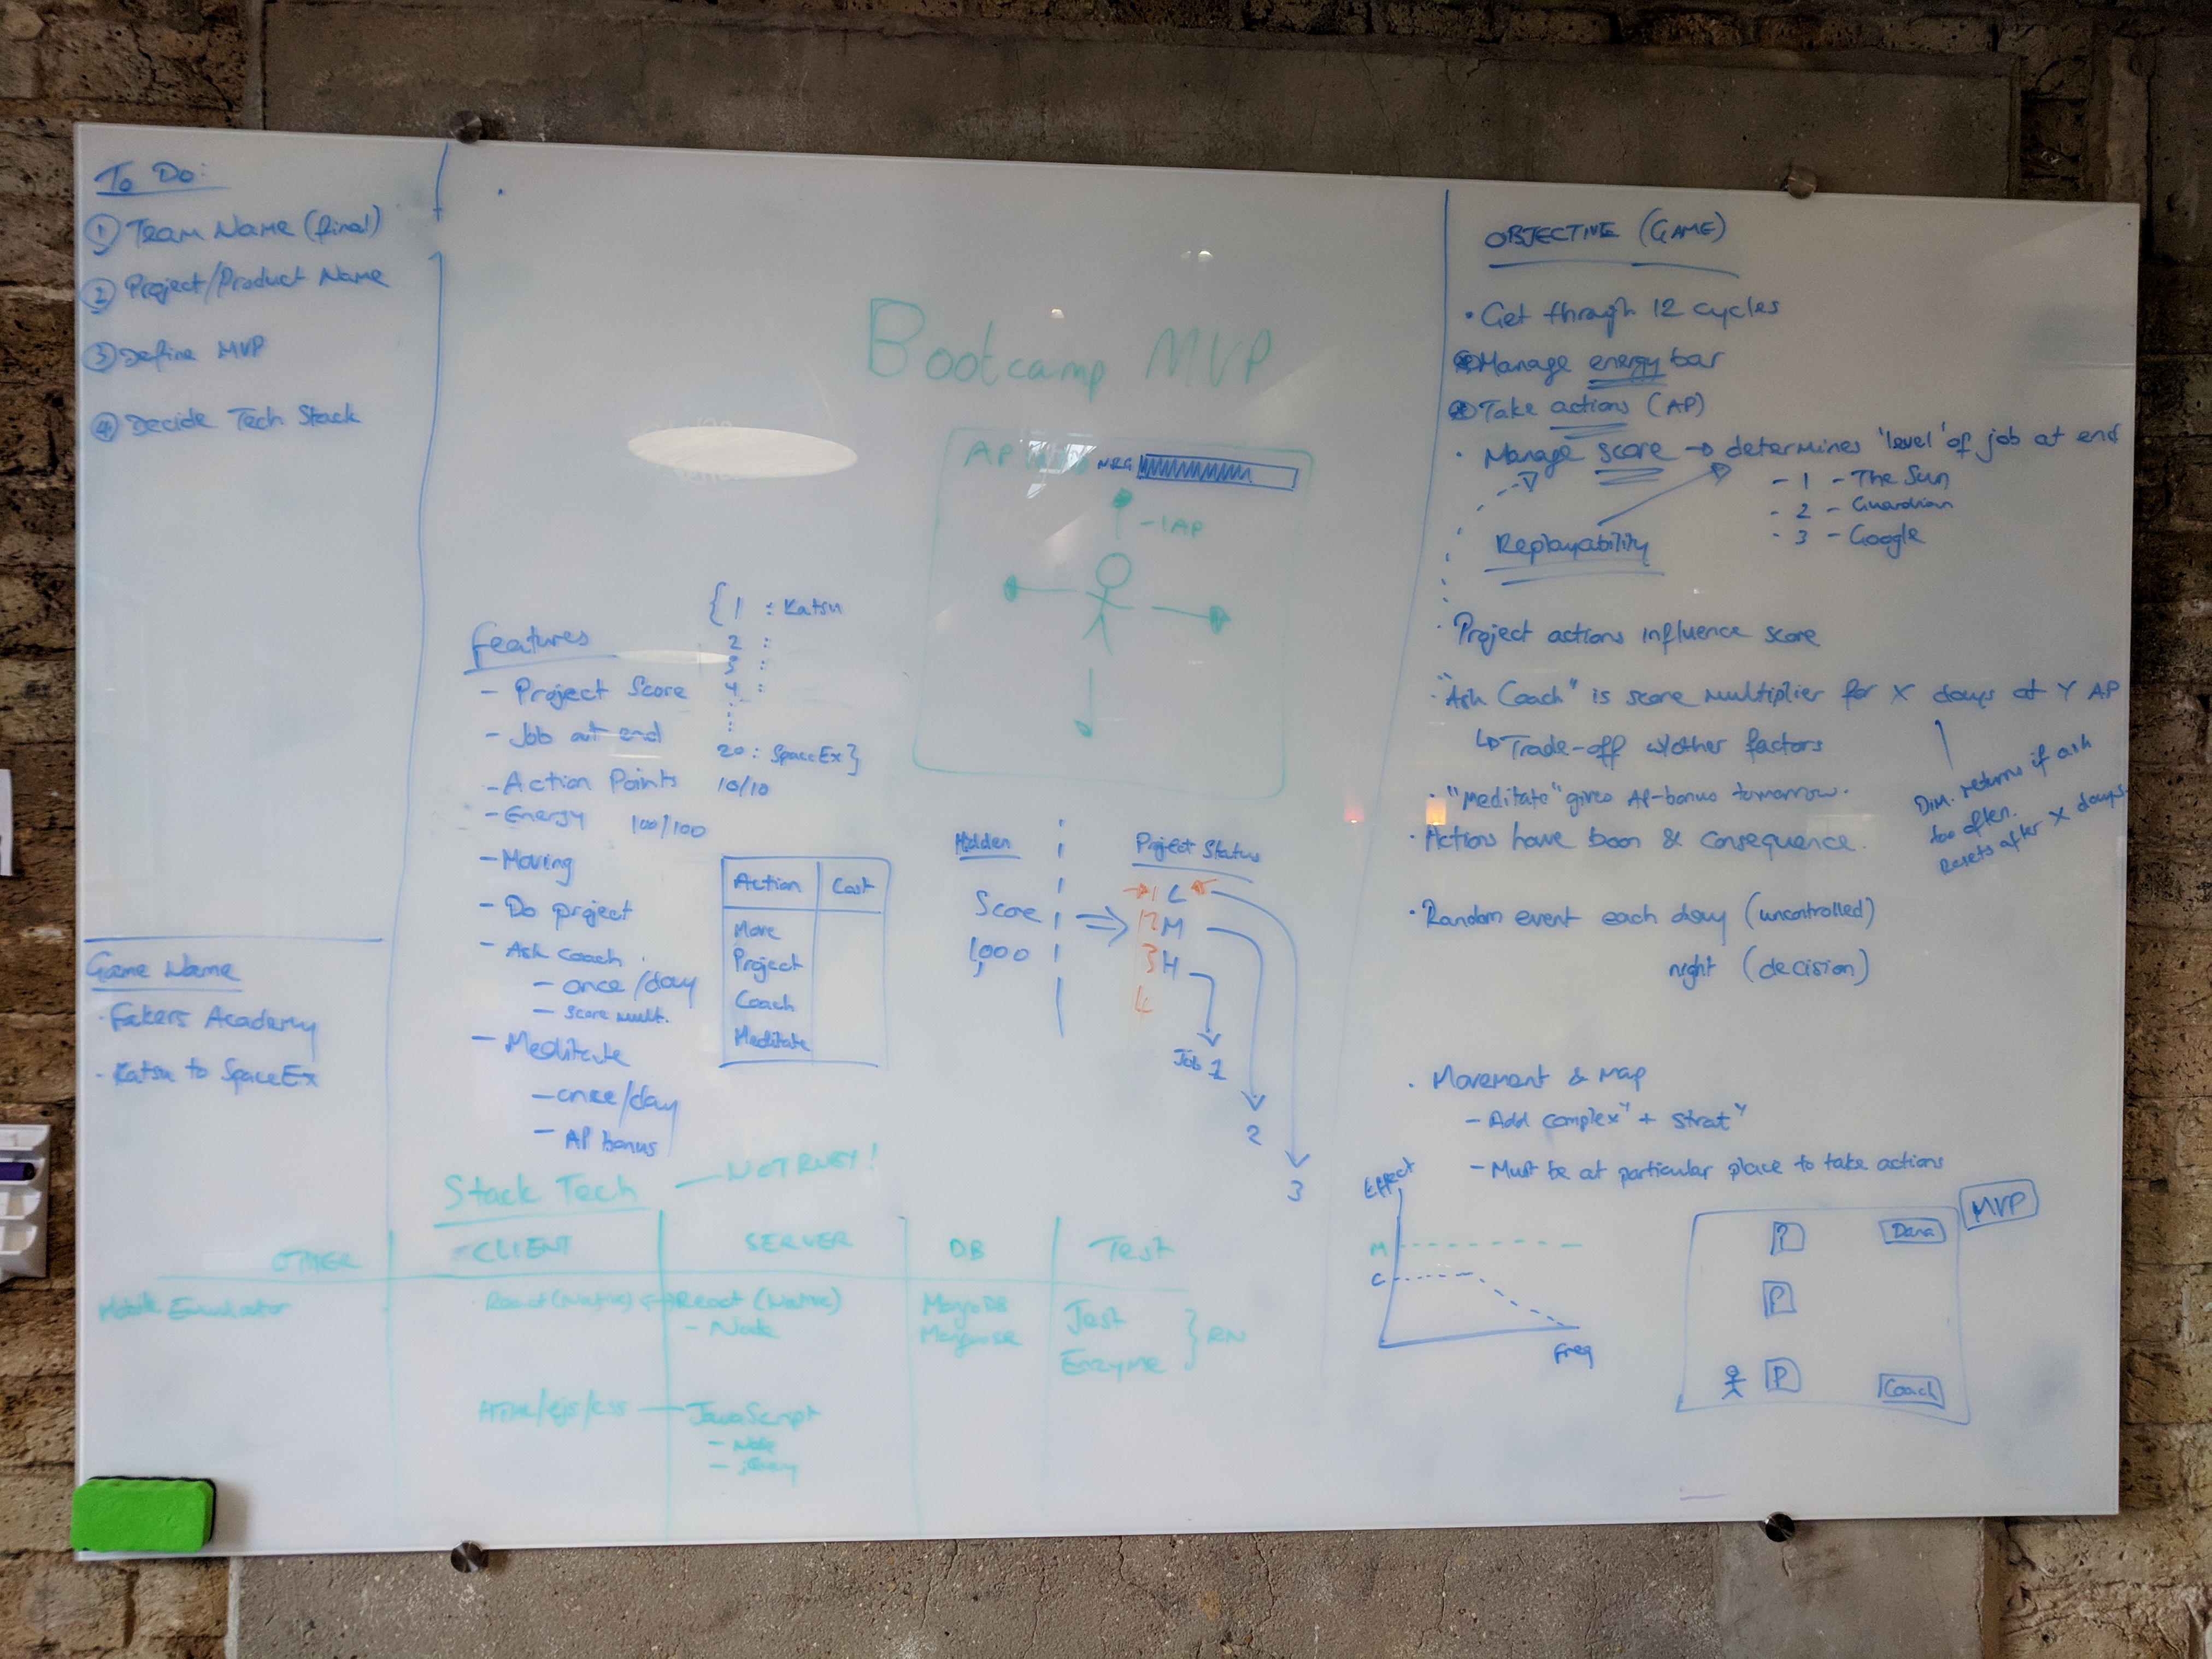 To Do:
① Team Name (final)
② Project/Product Name
③ Define MVP
④ Decide Tech Stack
Game Name
· Fakers Academy
· Katsu to SpaceEx
Bootcamp MVP
AP
NRG
-1AP
Features
- Project Score
- Job at end
- Action Points 10/10
- Energy 100/100
- Moving
- Do project
- Ask coach
- once/day
- score mult.
- Meditate
- once/day
- AP bonus
{ 1 : Katsu
2 :
3 :
4 :
20 : SpaceEx }
Action Cost
Move
Project
Coach
Meditate
Hidden
Score
1,000
Project Status
1 L
2 M
3 H
4
Job 1
2
3
Stack Tech - NOT RUBY!
OTHER CLIENT SERVER DB Test
Mobile Emulator React (Native) React (Native) MongoDB Jest
- Node Mongoose Enzyme } RN
HTML/ejs/css JavaScript
- Node
OBJECTIVE (GAME)
· Get through 12 cycles
Manage energy bar
Take actions (AP)
· Manage score → determines 'level' of job at end
- 1 - The Sun
- 2 - Guardian
- 3 - Google
Replayability
· Project actions influence score
· "Ask Coach" is score multiplier for X days at Y AP
↳ Trade-off w/other factors
Dim. returns if ask
too often.
Resets after X days.
· "Meditate" gives AP-bonus tomorrow.
· Actions have boon & consequence.
· Random event each day (uncontrolled)
night (decision)
· Movement & Map
- Add complexʸ + stratʸ
- Must be at particular place to take actions
Effect
M
C
Freq
MVP
P
Dana
P
P
Coach